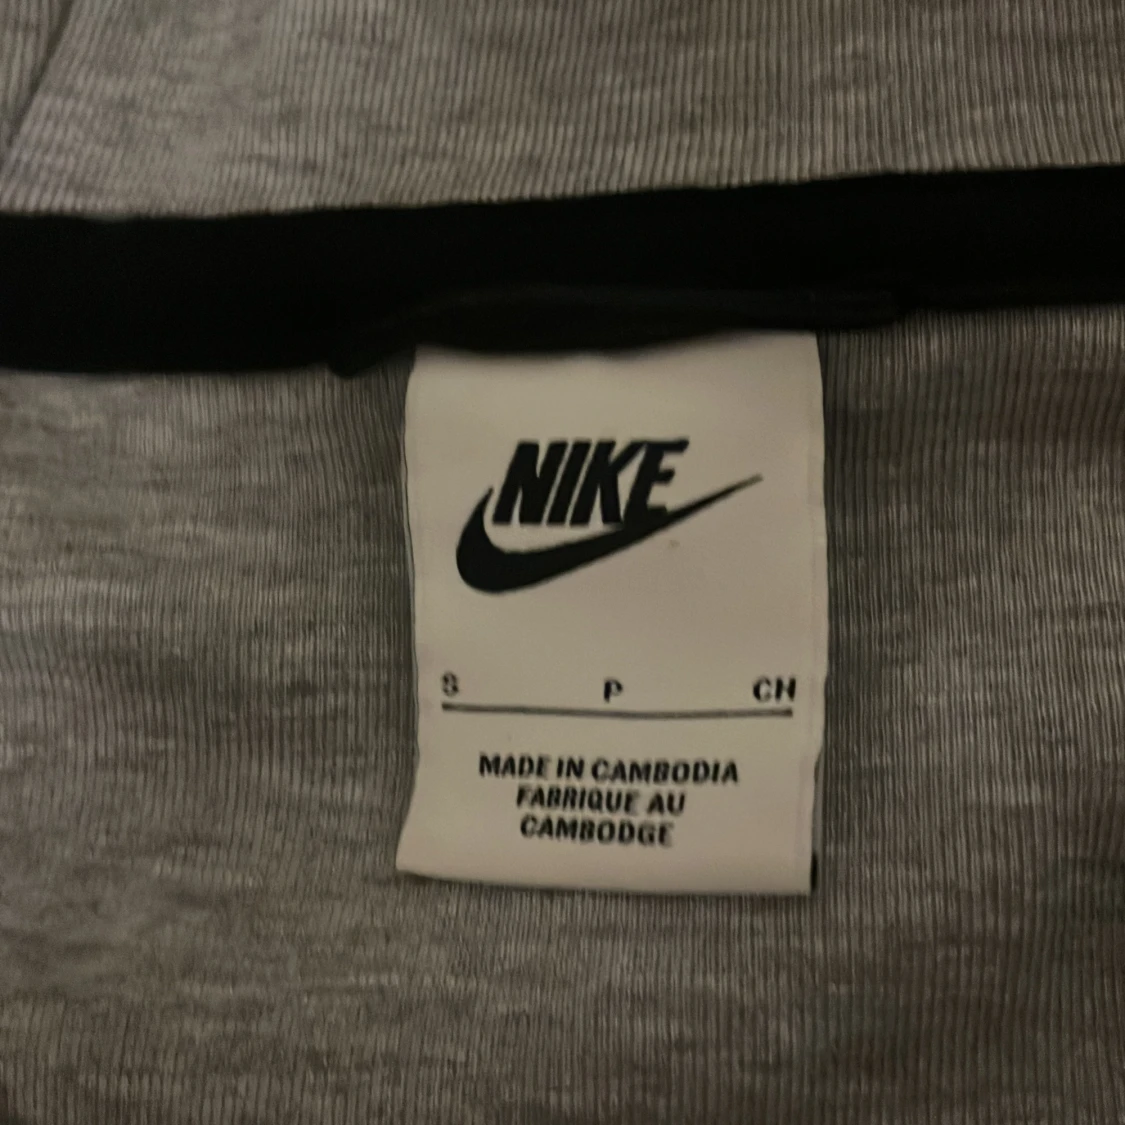 NIKE
S P CH
MADE IN CAMBODIA
FABRIQUE AU
CAMBODGE